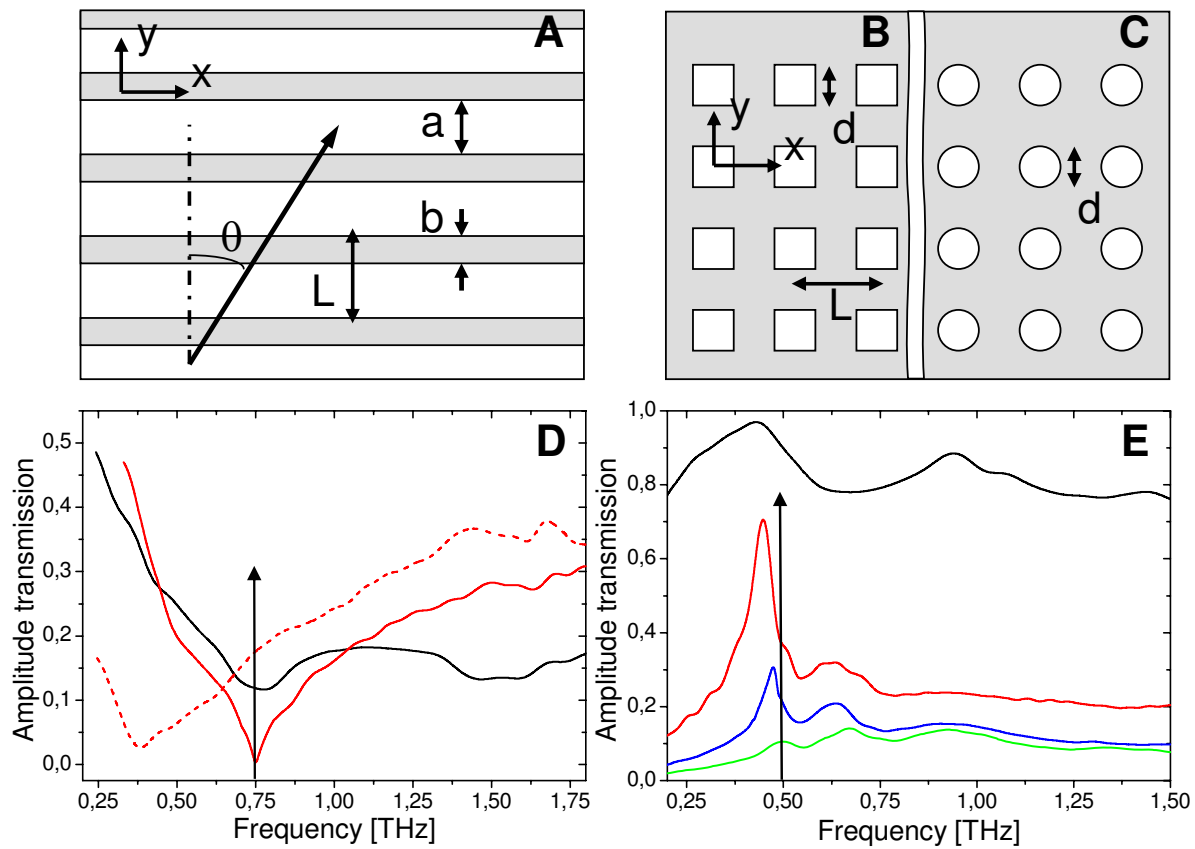 A
y
x
a
b
θ
L
B
C
y
x
d
d
L
D
Amplitude transmission
0,5
0,4
0,3
0,2
0,1
0,0
0,25 0,50 0,75 1,00 1,25 1,50 1,75
Frequency [THz]
E
Amplitude transmission
1,0
0,8
0,6
0,4
0,2
0,0
0,25 0,50 0,75 1,00 1,25 1,50
Frequency [THz]